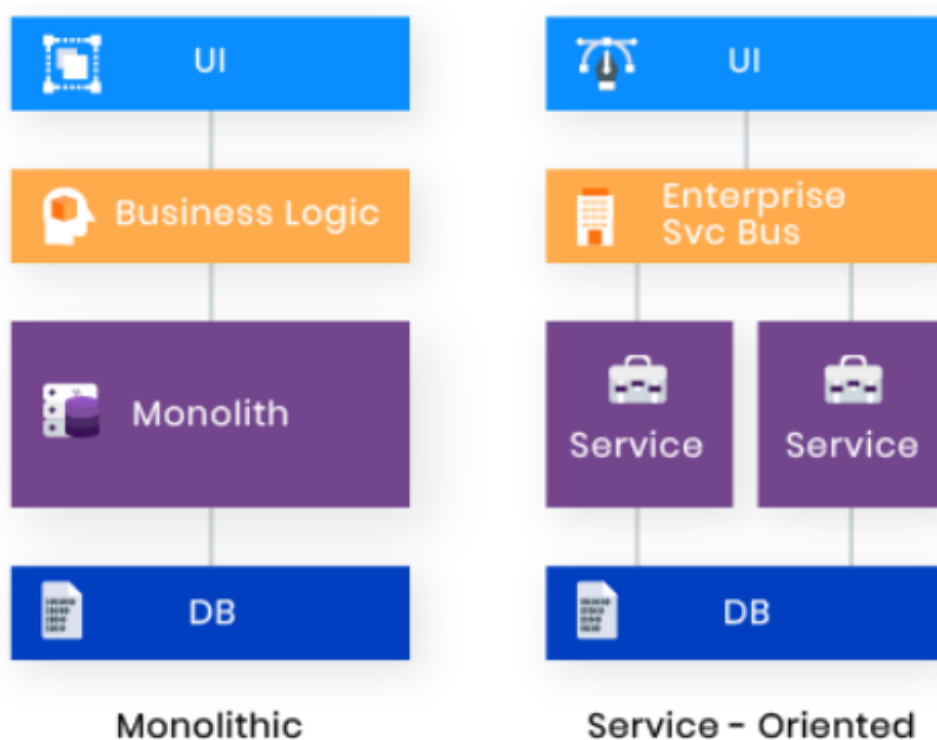 UI
Business Logic
Monolith
DB
Monolithic
UI
Enterprise
Svc Bus
Service
Service
DB
Service - Oriented